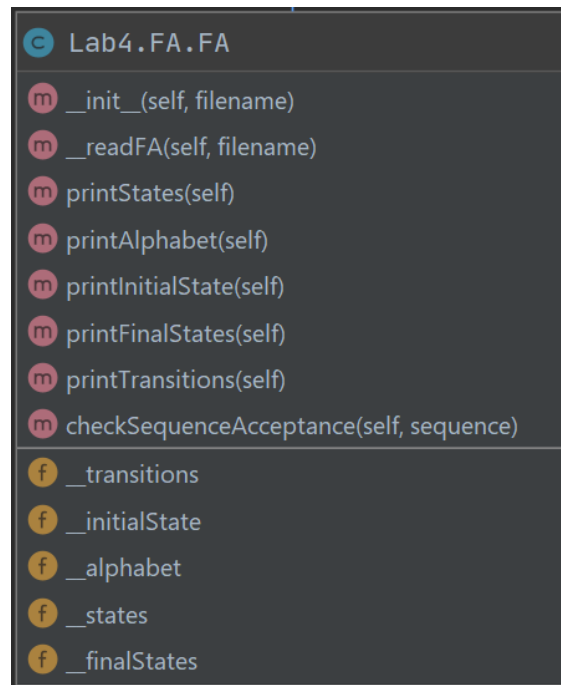 C Lab4.FA.FA
m __init__(self, filename)
m __readFA(self, filename)
m printStates(self)
m printAlphabet(self)
m printInitialState(self)
m printFinalStates(self)
m printTransitions(self)
m checkSequenceAcceptance(self, sequence)
f __transitions
f __initialState
f __alphabet
f __states
f __finalStates